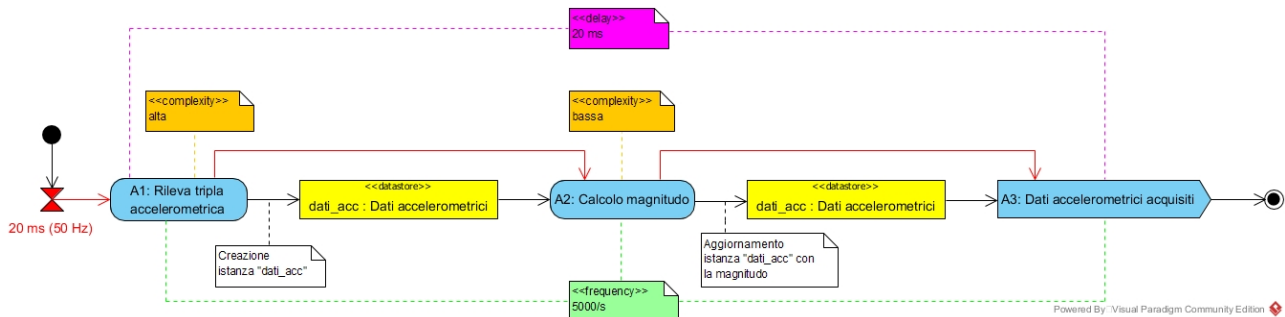 <<delay>>
20 ms
<<complexity>>
alta
<<complexity>>
bassa
20 ms (50 Hz)
A1: Rileva tripla
accelerometrica
<<datastore>>
dati_acc : Dati accelerometrici
A2: Calcolo magnitudo
<<datastore>>
dati_acc : Dati accelerometrici
A3: Dati accelerometrici acquisiti
Creazione
istanza "dati_acc"
Aggiornamento
istanza "dati_acc" con
la magnitudo
<<frequency>>
5000/s
Powered By Visual Paradigm Community Edition